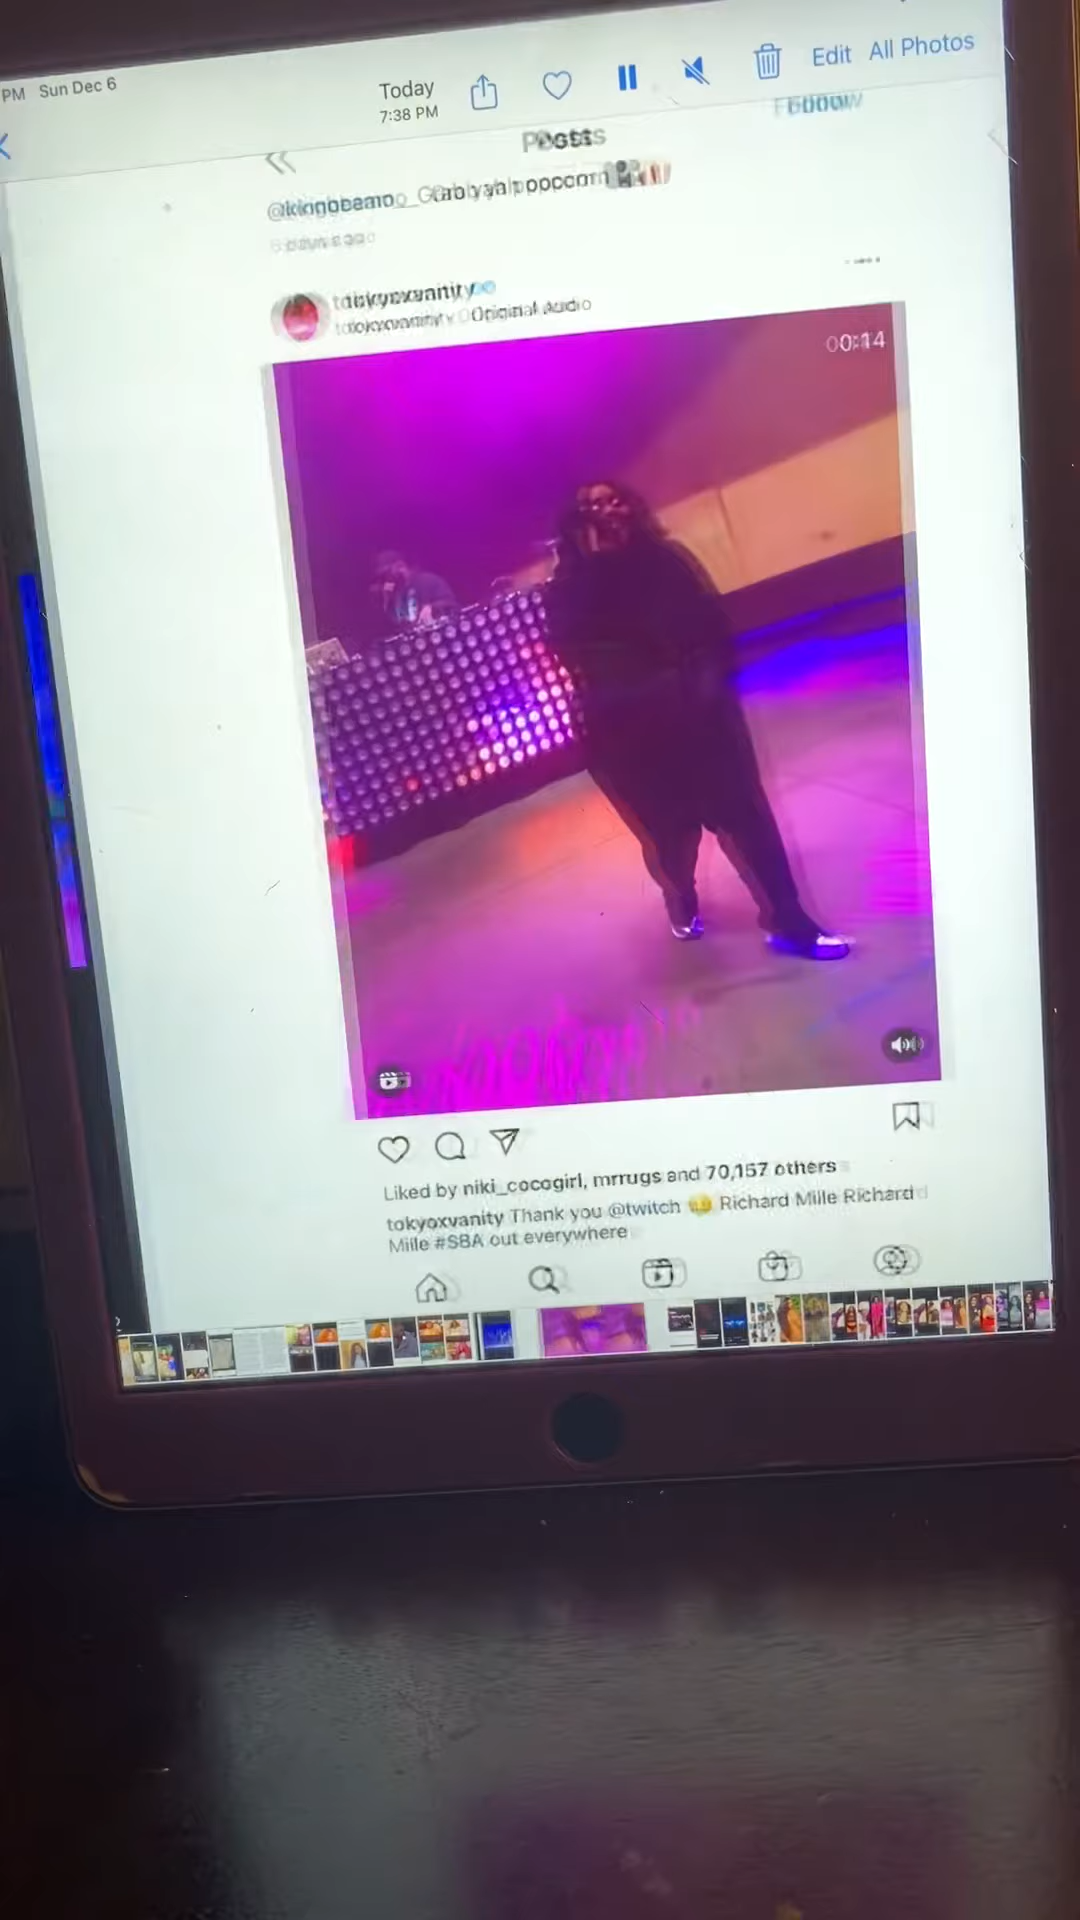 PM Sun Dec 6
Today
7:38 PM
Edit All Photos
Posts
tokyoxvanity
tokyoxvanity Original Audio
00:14
Liked by niki_cocogirl, mrrugs and 70,157 others
tokyoxvanity Thank you @twitch 😊 Richard Mille Richard
Mille #SBA out everywhere